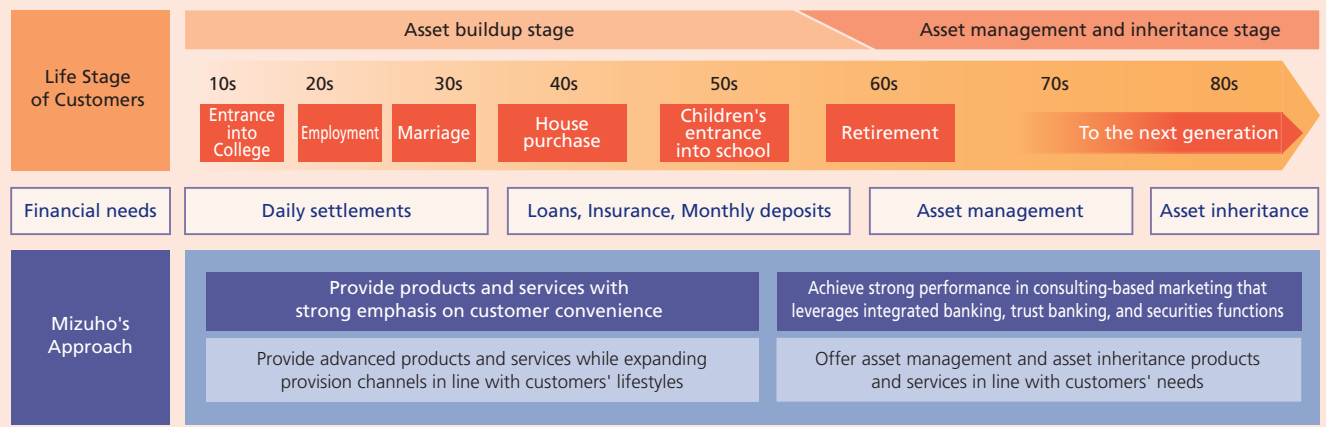 Life Stage
of Customers
Asset buildup stage
Asset management and inheritance stage
10s
20s
30s
40s
50s
60s
70s
80s
Entrance
into
College
Employment
Marriage
House
purchase
Children's
entrance
into school
Retirement
To the next generation
Financial needs
Daily settlements
Loans, Insurance, Monthly deposits
Asset management
Asset inheritance
Mizuho's
Approach
Provide products and services with
strong emphasis on customer convenience
Provide advanced products and services while expanding
provision channels in line with customers' lifestyles
Achieve strong performance in consulting-based marketing that
leverages integrated banking, trust banking, and securities functions
Offer asset management and asset inheritance products
and services in line with customers' needs